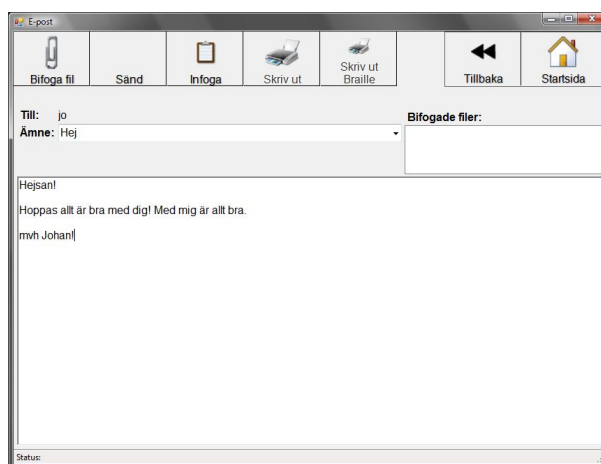 E-post
Bifoga fil
Sänd
Infoga
Skriv ut
Skriv ut
Braille
Tillbaka
Startsida
Till: jo
Ämne: Hej
Bifogade filer:
Hejsan!
Hoppas allt är bra med dig! Med mig är allt bra.
mvh Johan!
Status: